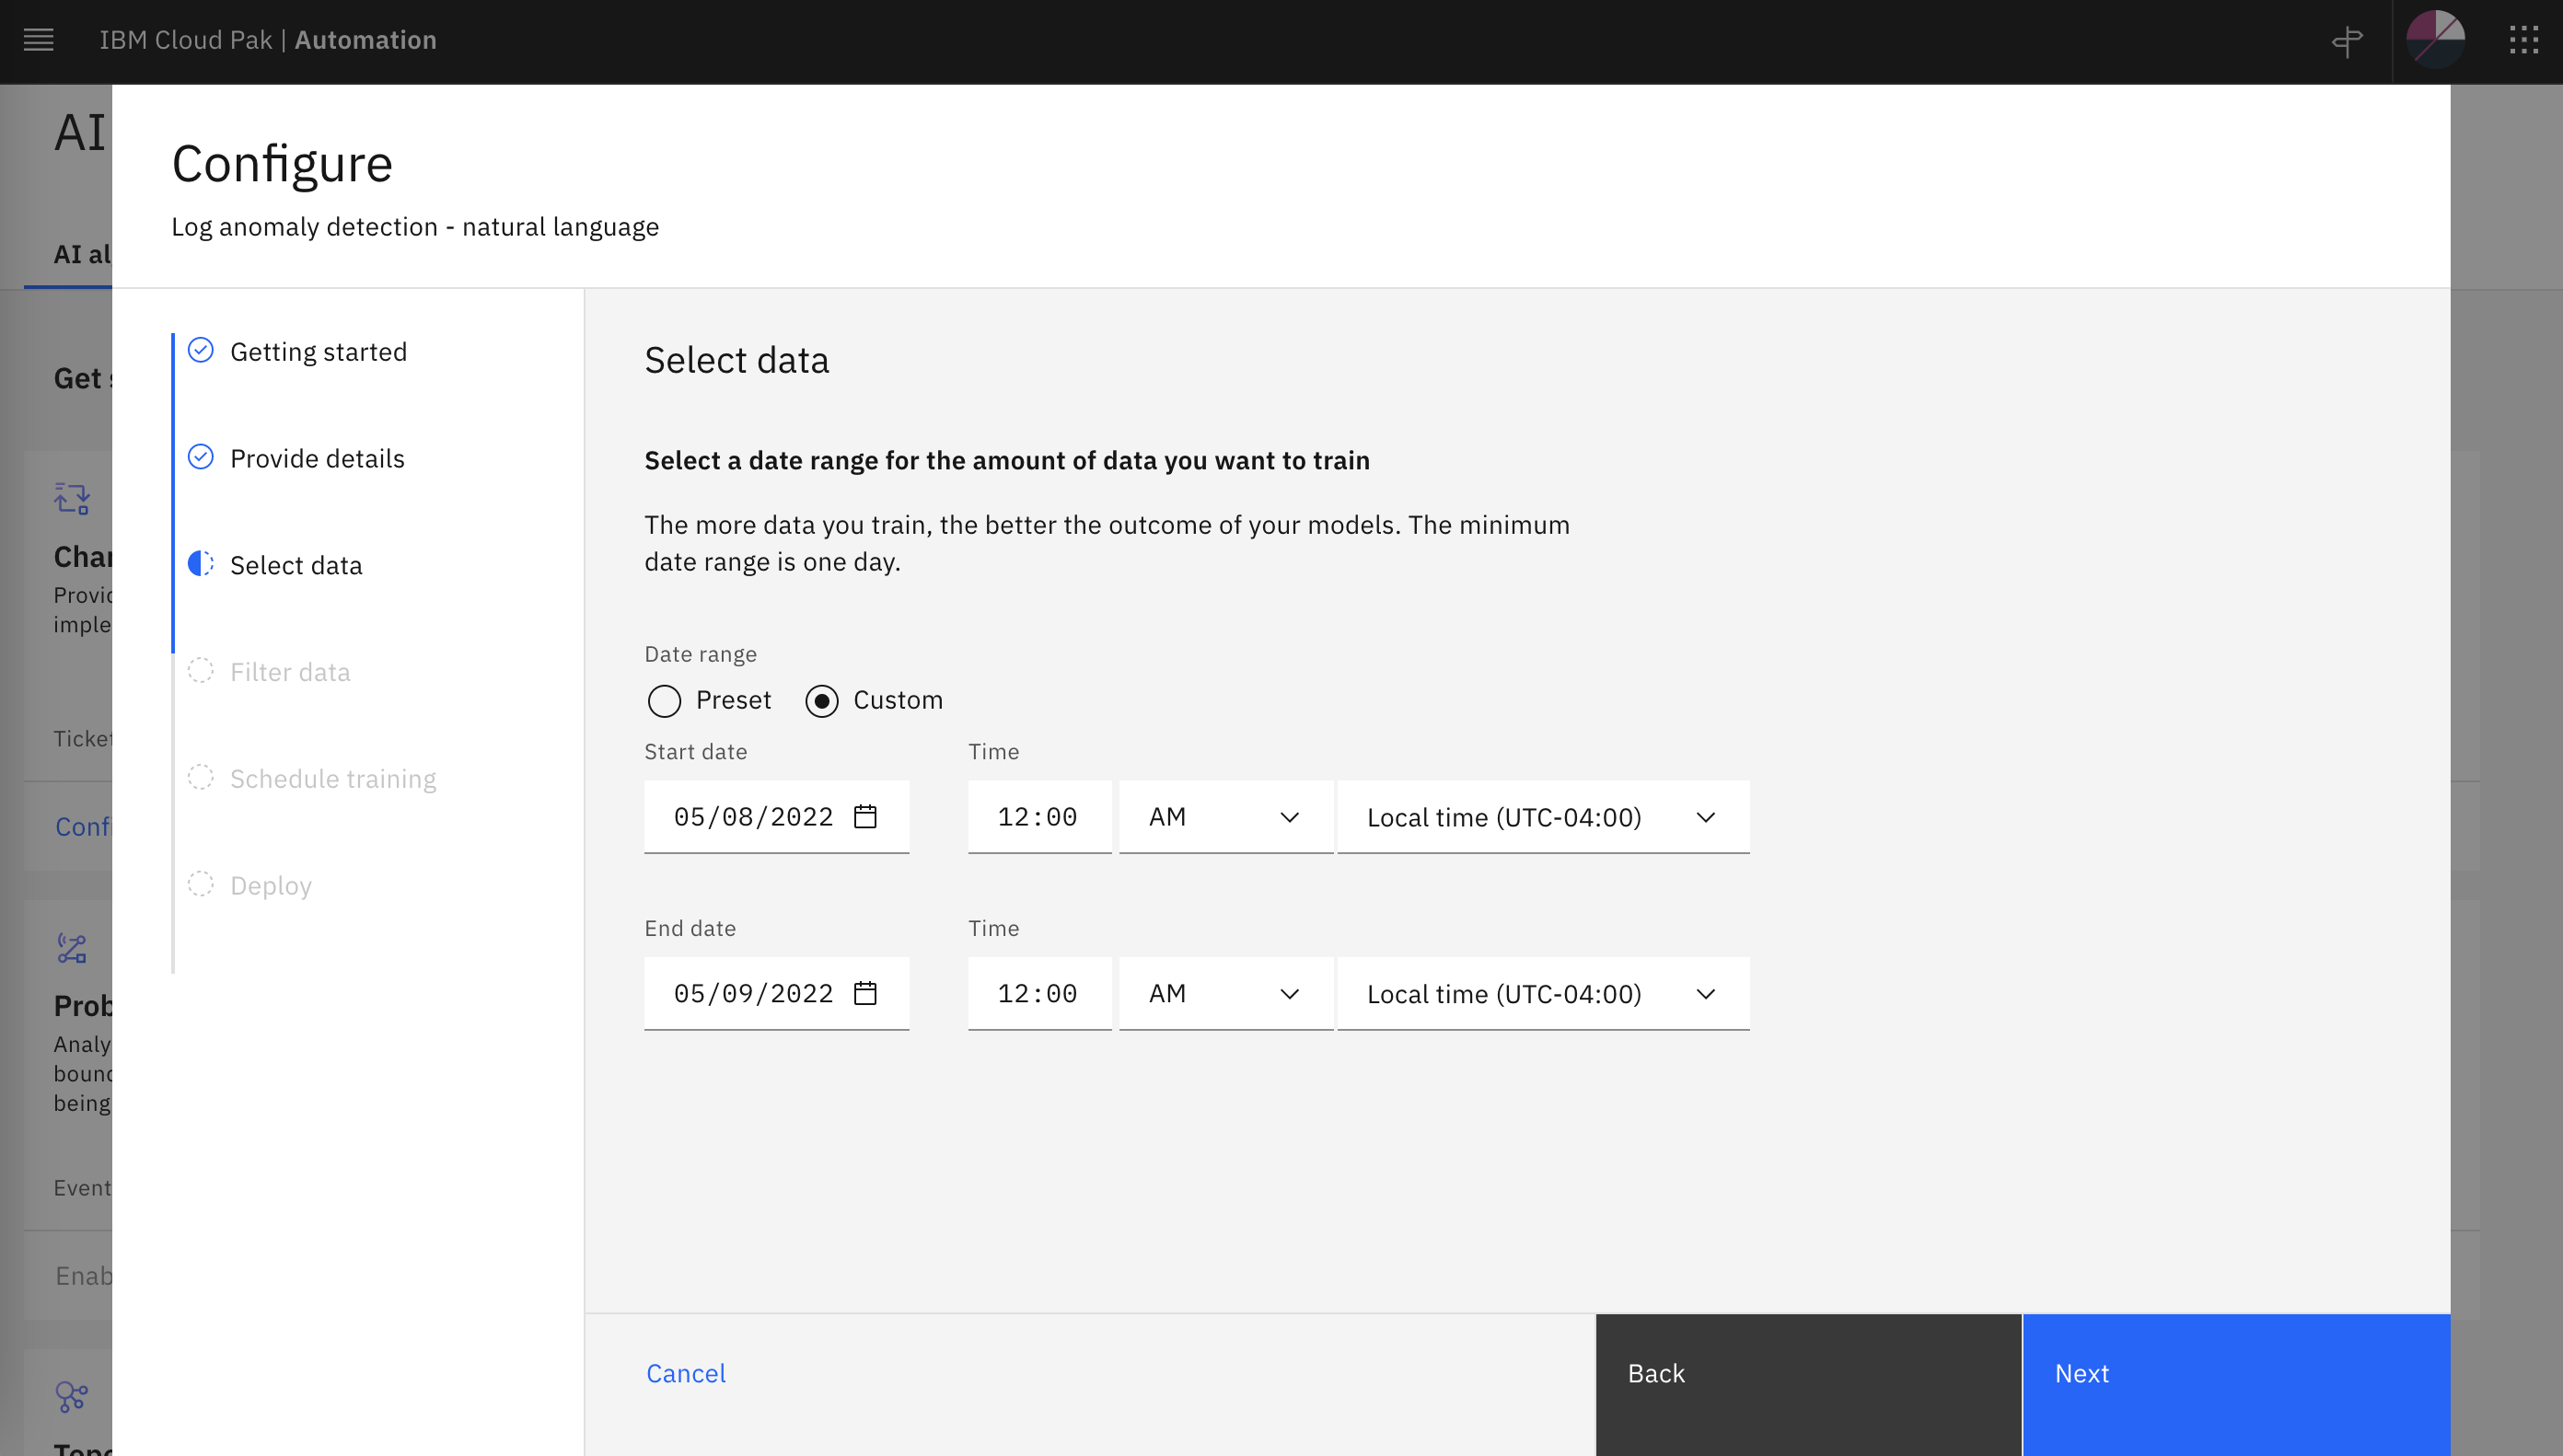 IBM Cloud Pak | Automation
AI
AI al
Get
Configure
Log anomaly detection - natural language
Getting started
Provide details
Select data
Filter data
Schedule training
Deploy
Select data
Select a date range for the amount of data you want to train
The more data you train, the better the outcome of your models. The minimum
date range is one day.
Date range
Preset
Custom
Start date
Time
05/08/2022
12:00
AM
Local time (UTC-04:00)
End date
Time
05/09/2022
12:00
AM
Local time (UTC-04:00)
Cancel
Back
Next
Char
Provid
imple
Ticket
Confi
Prob
Analy
bound
being
Event
Enab